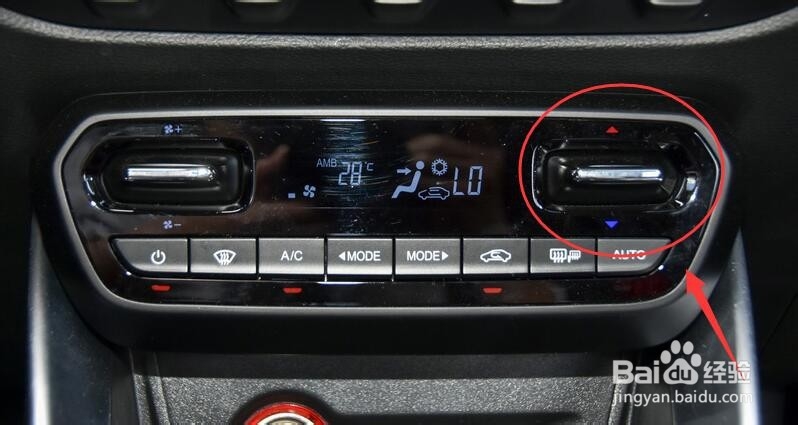 AMB 28°C LO
A/C ◀MODE MODE▶ AUTO
Bai du 经验
jingyan.baidu.com